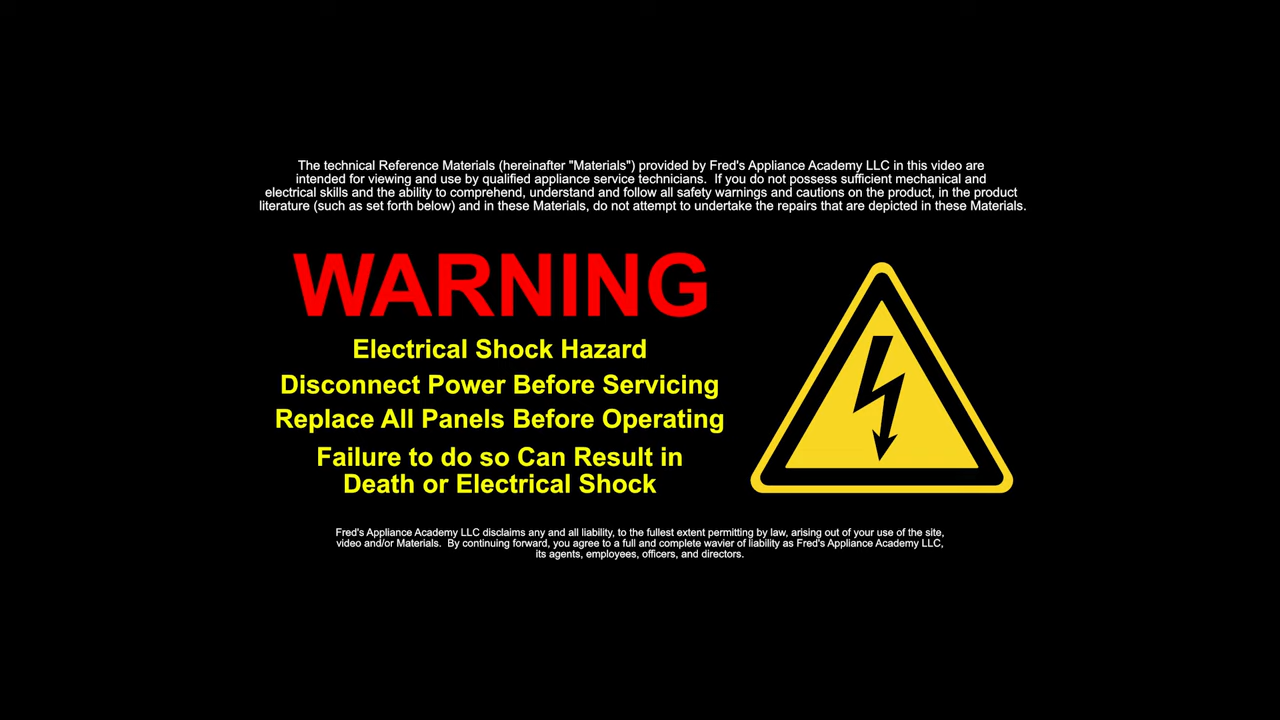 The technical Reference Materials (hereinafter "Materials") provided by Fred's Appliance Academy LLC in this video are
intended for viewing and use by qualified appliance service technicians.  If you do not possess sufficient mechanical and
electrical skills and the ability to comprehend, understand and follow all safety warnings and cautions on the product, in the product
literature (such as set forth below) and in these Materials, do not attempt to undertake the repairs that are depicted in these Materials.
WARNING
Electrical Shock Hazard
Disconnect Power Before Servicing
Replace All Panels Before Operating
Failure to do so Can Result in
Death or Electrical Shock
Fred's Appliance Academy LLC disclaims any and all liability, to the fullest extent permitting by law, arising out of your use of the site,
video and/or Materials.  By continuing forward, you agree to a full and complete wavier of liability as Fred's Appliance Academy LLC,
its agents, employees, officers, and directors.